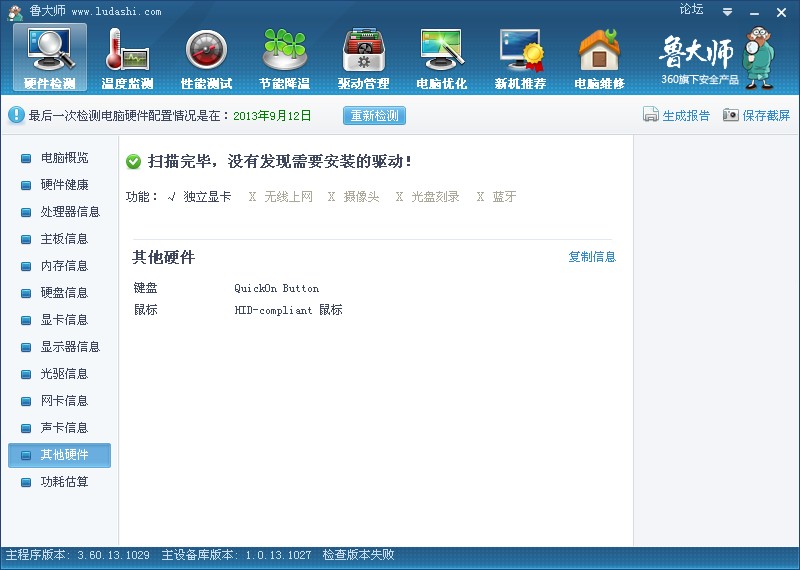 鲁大师 www.ludashi.com 论坛
硬件检测 温度监测 性能测试 节能降温 驱动管理 电脑优化 新机推荐 电脑维修
鲁大师
360旗下安全产品
最后一次检测电脑硬件配置情况是在：2013年9月12日 重新检测 生成报告 保存截屏
电脑概览
硬件健康
处理器信息
主板信息
内存信息
硬盘信息
显卡信息
显示器信息
光驱信息
网卡信息
声卡信息
其他硬件
功耗估算
扫描完毕，没有发现需要安装的驱动！
功能： √ 独立显卡 X 无线上网 X 摄像头 X 光盘刻录 X 蓝牙
其他硬件 复制信息
键盘 QuickOn Button
鼠标 HID-compliant 鼠标
主程序版本: 3.60.13.1029 主设备库版本: 1.0.13.1027 检查版本失败